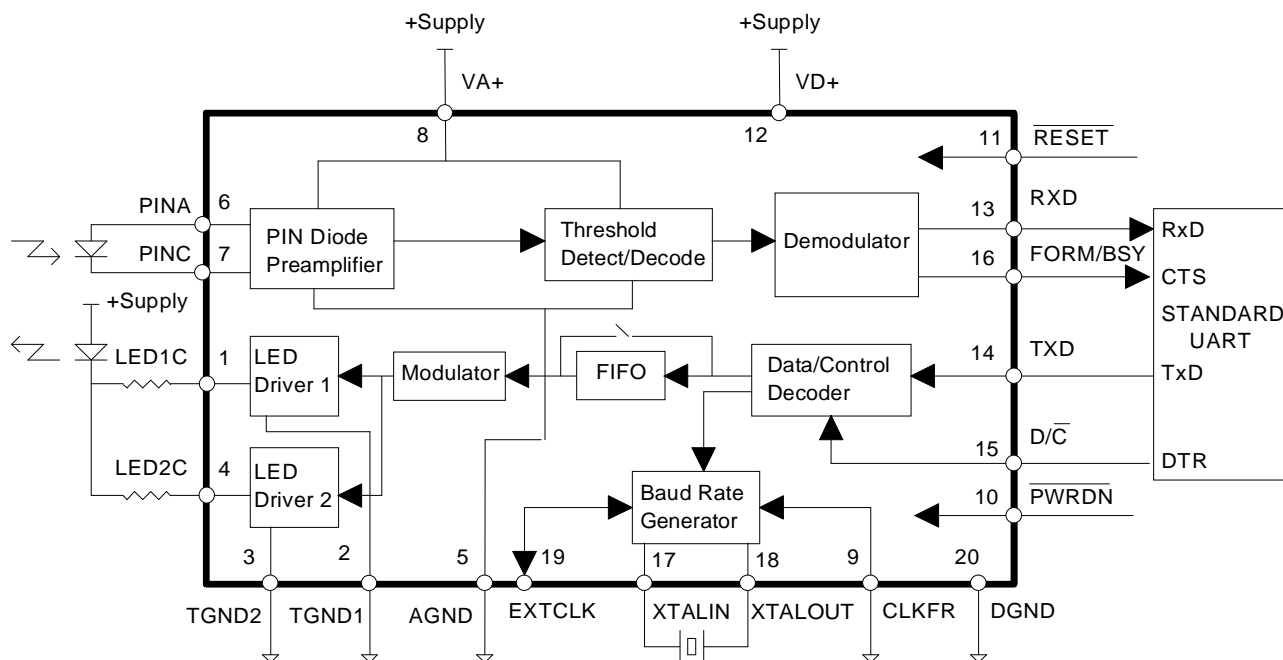 +Supply
+Supply
VA+
VD+
8
12
11
RESET
PINA
6
PINC
7
PIN Diode
Preamplifier
Threshold
Detect/Decode
Demodulator
13
RXD
16
FORM/BSY
RxD
CTS
STANDARD
UART
TxD
DTR
+Supply
LED1C
1
LED
Driver 1
Modulator
FIFO
Data/Control
Decoder
14
TXD
15
D/C
LED2C
4
LED
Driver 2
Baud Rate
Generator
10
PWRDN
3
2
5
19
17
18
9
20
TGND2
TGND1
AGND
EXTCLK
XTALIN
XTALOUT
CLKFR
DGND